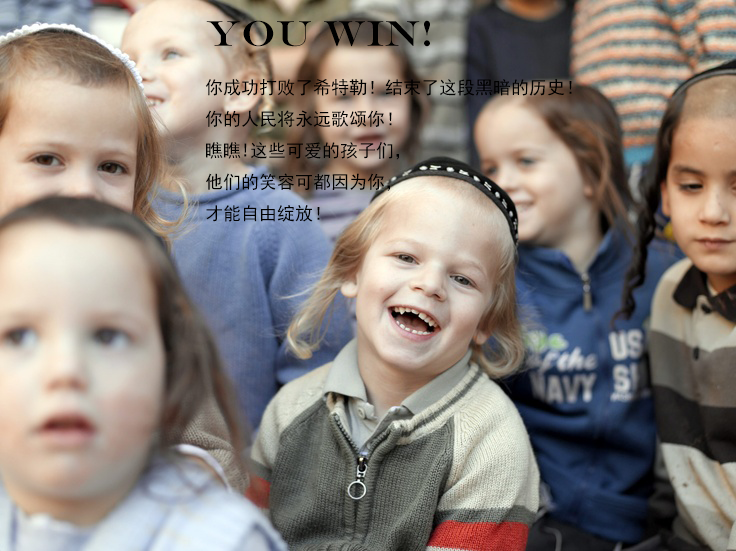 YOU WIN!
你成功打败了希特勒！结束了这段黑暗的历史！
你的人民将永远歌颂你！
瞧瞧！这些可爱的孩子们，
他们的笑容可都因为你，
才能自由绽放！
of the US
NAVY